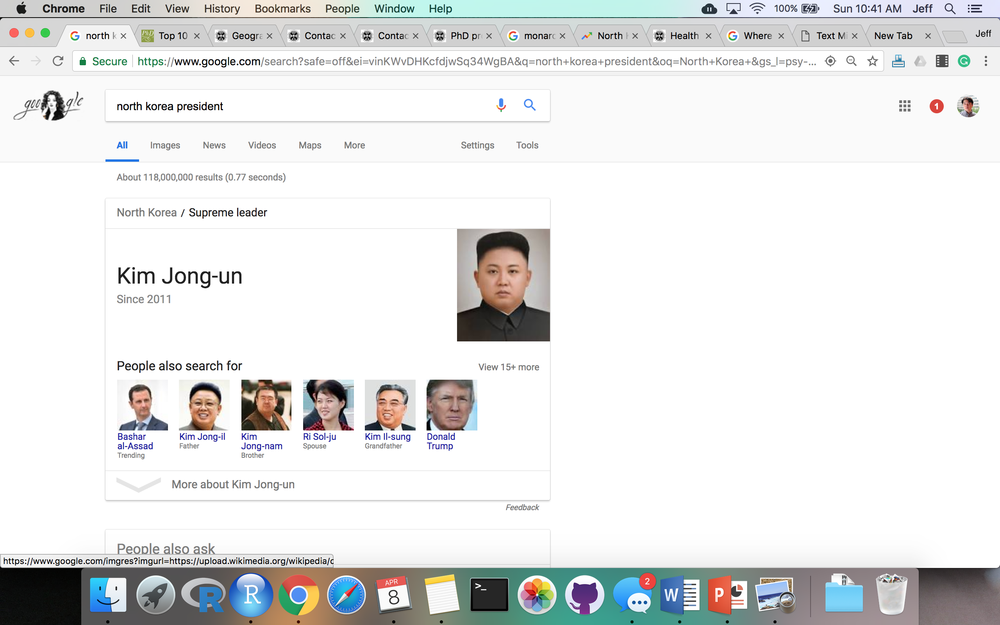 Chrome File Edit View History Bookmarks People Window Help 100% Sun 10:41 AM Jeff
north k Top 10 Geogra Contac Contac PhD pr monarc North Health Where Text Mi New Tab Jeff
Secure https://www.google.com/search?safe=off&ei=vinKWvDHKcfdjwSq34WgBA&q=north+korea+president&oq=North+Korea+&gs_l=psy-...
google north korea president 1
All Images News Videos Maps More Settings Tools
About 118,000,000 results (0.77 seconds)
North Korea / Supreme leader
Kim Jong-un
Since 2011
People also search for View 15+ more
Bashar al-Assad
Trending
Kim Jong-il
Father
Kim Jong-nam
Brother
Ri Sol-ju
Spouse
Kim Il-sung
Grandfather
Donald Trump
More about Kim Jong-un
Feedback
People also ask
https://www.google.com/imgres?imgurl=https://upload.wikimedia.org/wikipedia/c
R R APR 8 >_ 2 W P